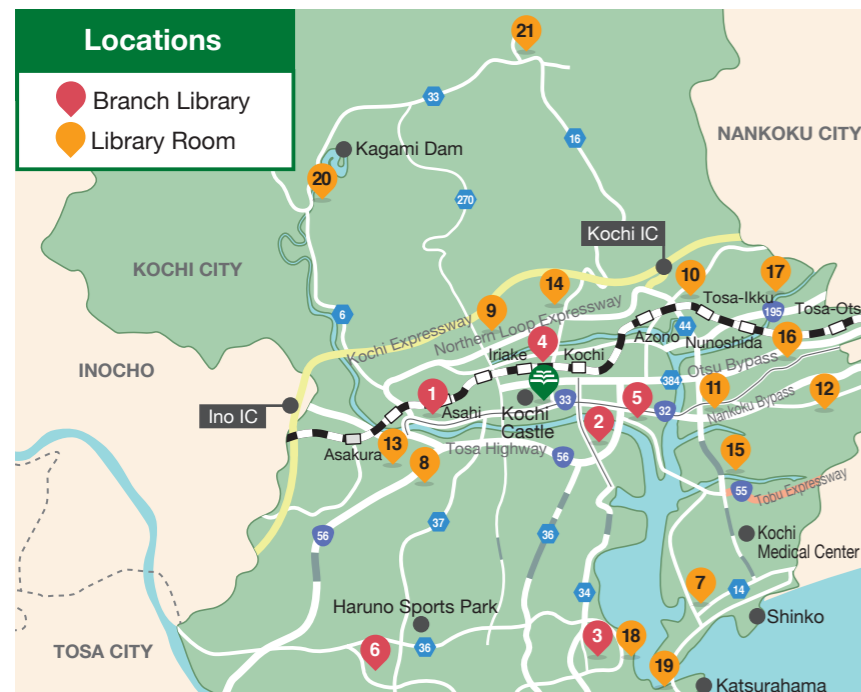 Locations
Branch Library
Library Room
21
33
16
NANKOKU CITY
Kagami Dam
20
270
Kochi IC
KOCHI CITY
10
17
14
Tosa-Ikku
9
195
Tosa-Ots
6
Kochi Expressway
Northern Loop Expressway
44
Azono
Nunoshida
16
4
Iriake
Kochi
Otsu Bypass
INOCHO
384
1
Asahi
Kochi
Castle
33
5
32
11
12
Nankoku Bypass
Ino IC
2
13
Asakura
8
Tosa Highway
56
15
55
Tobu Expressway
56
37
36
Kochi
Medical Center
34
7
14
Haruno Sports Park
Shinko
6
36
3
18
TOSA CITY
19
Katsurahama